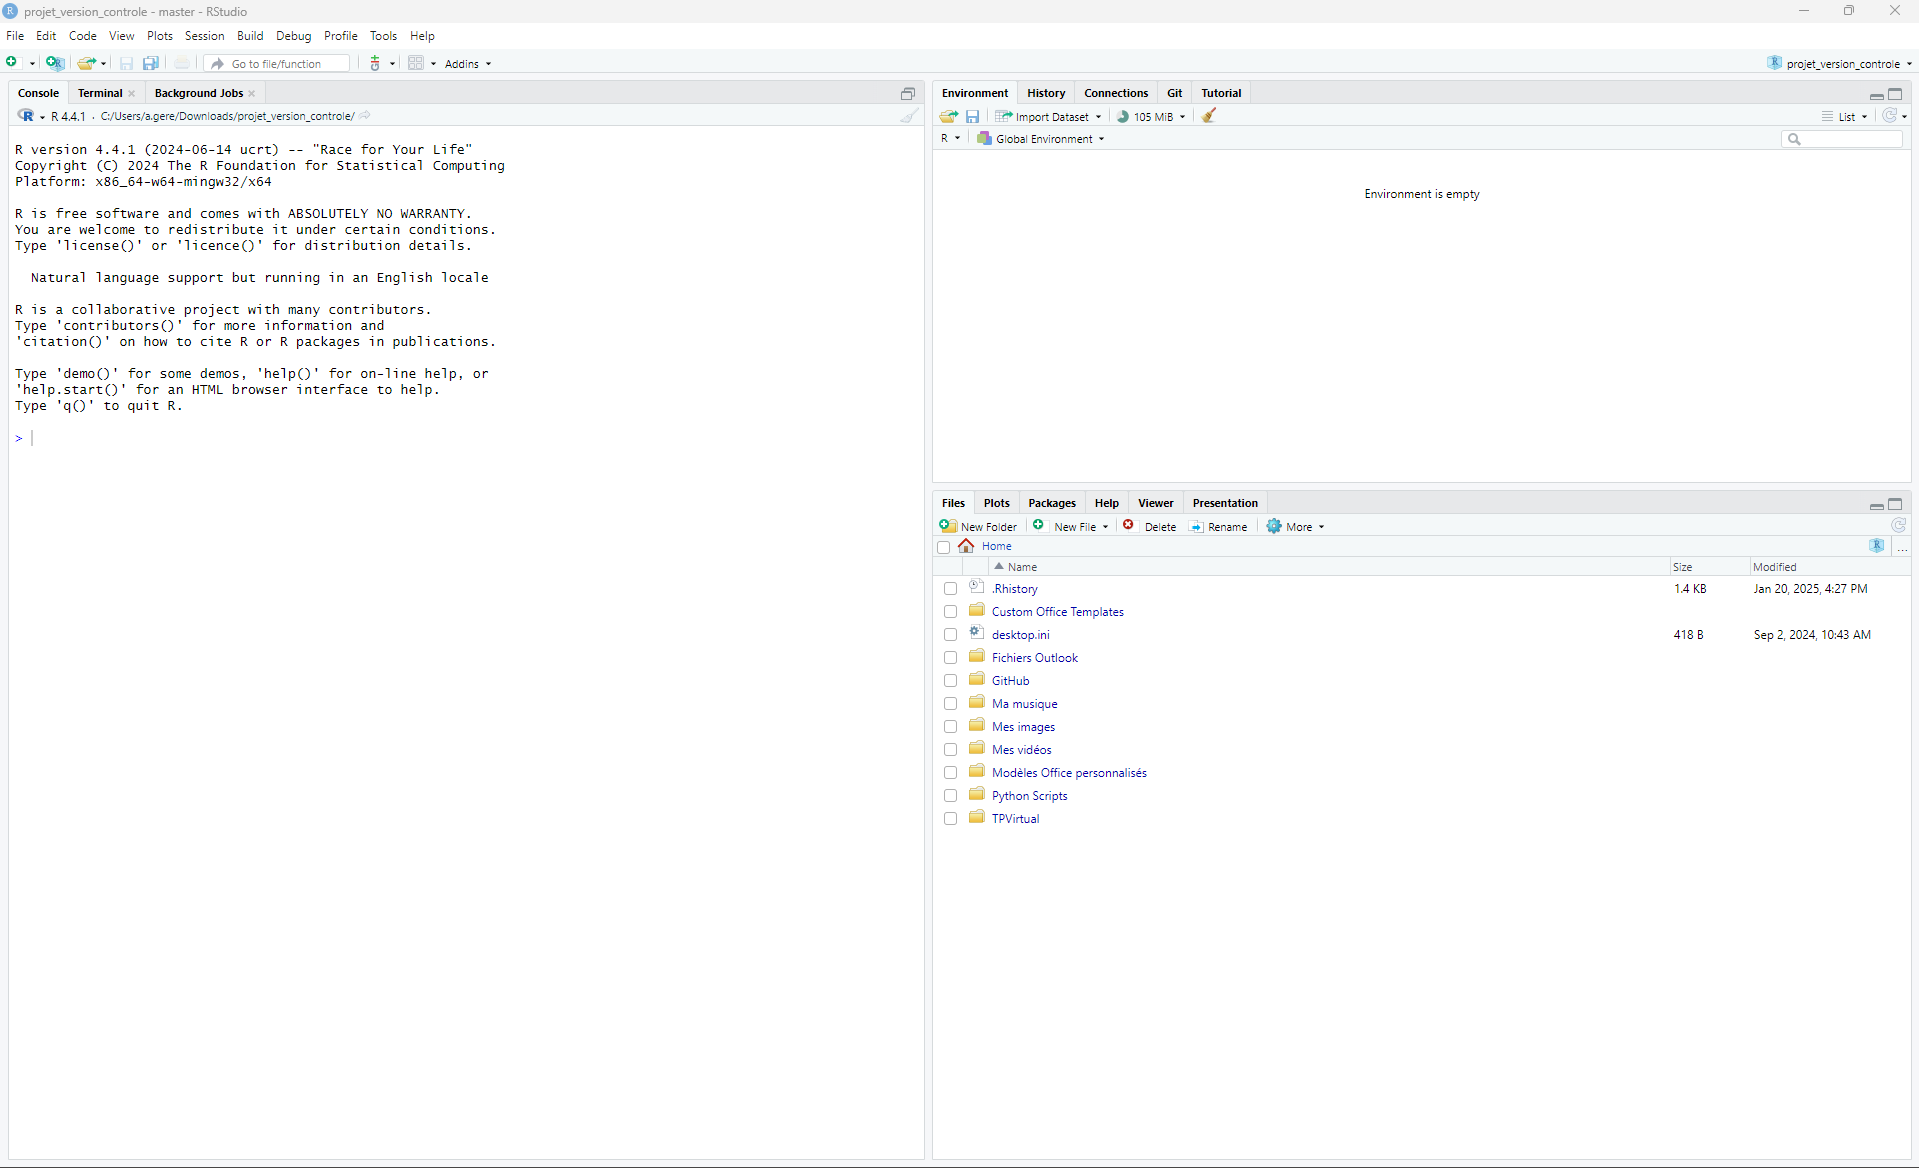 projet_version_controle - master - RStudio
File Edit Code View Plots Session Build Debug Profile Tools Help
Go to file/function Addins projet_version_controle
Console Terminal Background Jobs
R 4.4.1 · C:/Users/a.gere/Downloads/projet_version_controle/
R version 4.4.1 (2024-06-14 ucrt) -- "Race for Your Life"
Copyright (C) 2024 The R Foundation for Statistical Computing
Platform: x86_64-w64-mingw32/x64
R is free software and comes with ABSOLUTELY NO WARRANTY.
You are welcome to redistribute it under certain conditions.
Type 'license()' or 'licence()' for distribution details.
Natural language support but running in an English locale
R is a collaborative project with many contributors.
Type 'contributors()' for more information and
'citation()' on how to cite R or R packages in publications.
Type 'demo()' for some demos, 'help()' for on-line help, or
'help.start()' for an HTML browser interface to help.
Type 'q()' to quit R.
>
Environment History Connections Git Tutorial
Import Dataset 105 MiB List
R Global Environment
Environment is empty
Files Plots Packages Help Viewer Presentation
New Folder New File Delete Rename More
Home ...
Name Size Modified
.Rhistory 1.4 KB Jan 20, 2025, 4:27 PM
Custom Office Templates
desktop.ini 418 B Sep 2, 2024, 10:43 AM
Fichiers Outlook
GitHub
Ma musique
Mes images
Mes vidéos
Modèles Office personnalisés
Python Scripts
TPVirtual